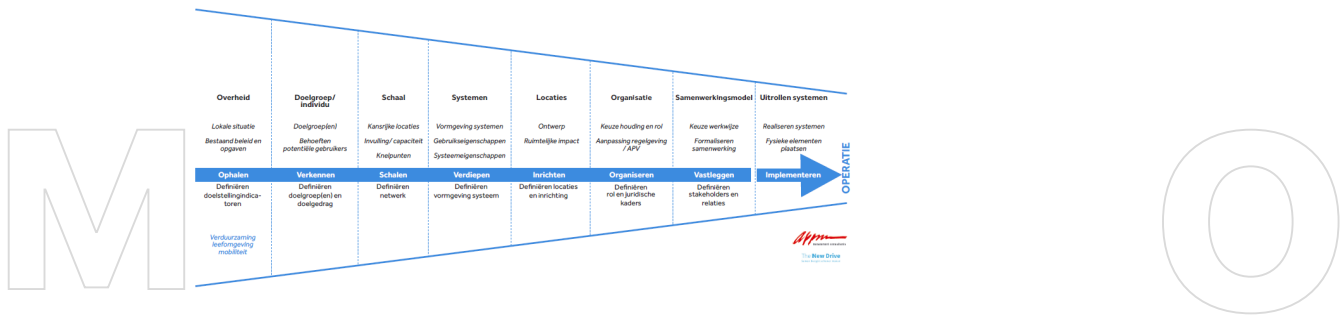 M
Overheid
Lokale situatie
Bestaand beleid en
opgaven
Ophalen
Definiëren
doelstellingindica-
toren
Verduurzaming
leefomgeving
mobiliteit
Doelgroep/
individu
Doelgroep(en)
Behoeften
potentiële gebruikers
Verkennen
Definiëren
doelgroep(en) en
doelgedrag
Schaal
Kansrijke locaties
Invulling/ capaciteit
Knelpunten
Schalen
Definiëren
netwerk
Systemen
Vormgeving systemen
Gebruikseigenschappen
Systeemeigenschappen
Verdiepen
Definiëren
vormgeving systeem
Locaties
Ontwerp
Ruimtelijke impact
Inrichten
Definiëren locaties
en inrichting
Organisatie
Keuze houding en rol
Aanpassing regelgeving
/ APV
Organiseren
Definiëren
rol en juridische
kaders
Samenwerkingsmodel
Keuze werkwijze
Formaliseren
samenwerking
Vastleggen
Definiëren
stakeholders en
relaties
Uitrollen systemen
Realiseren systemen
Fysieke elementen
plaatsen
Implementeren
OPERATIE
appm
The New Drive
O